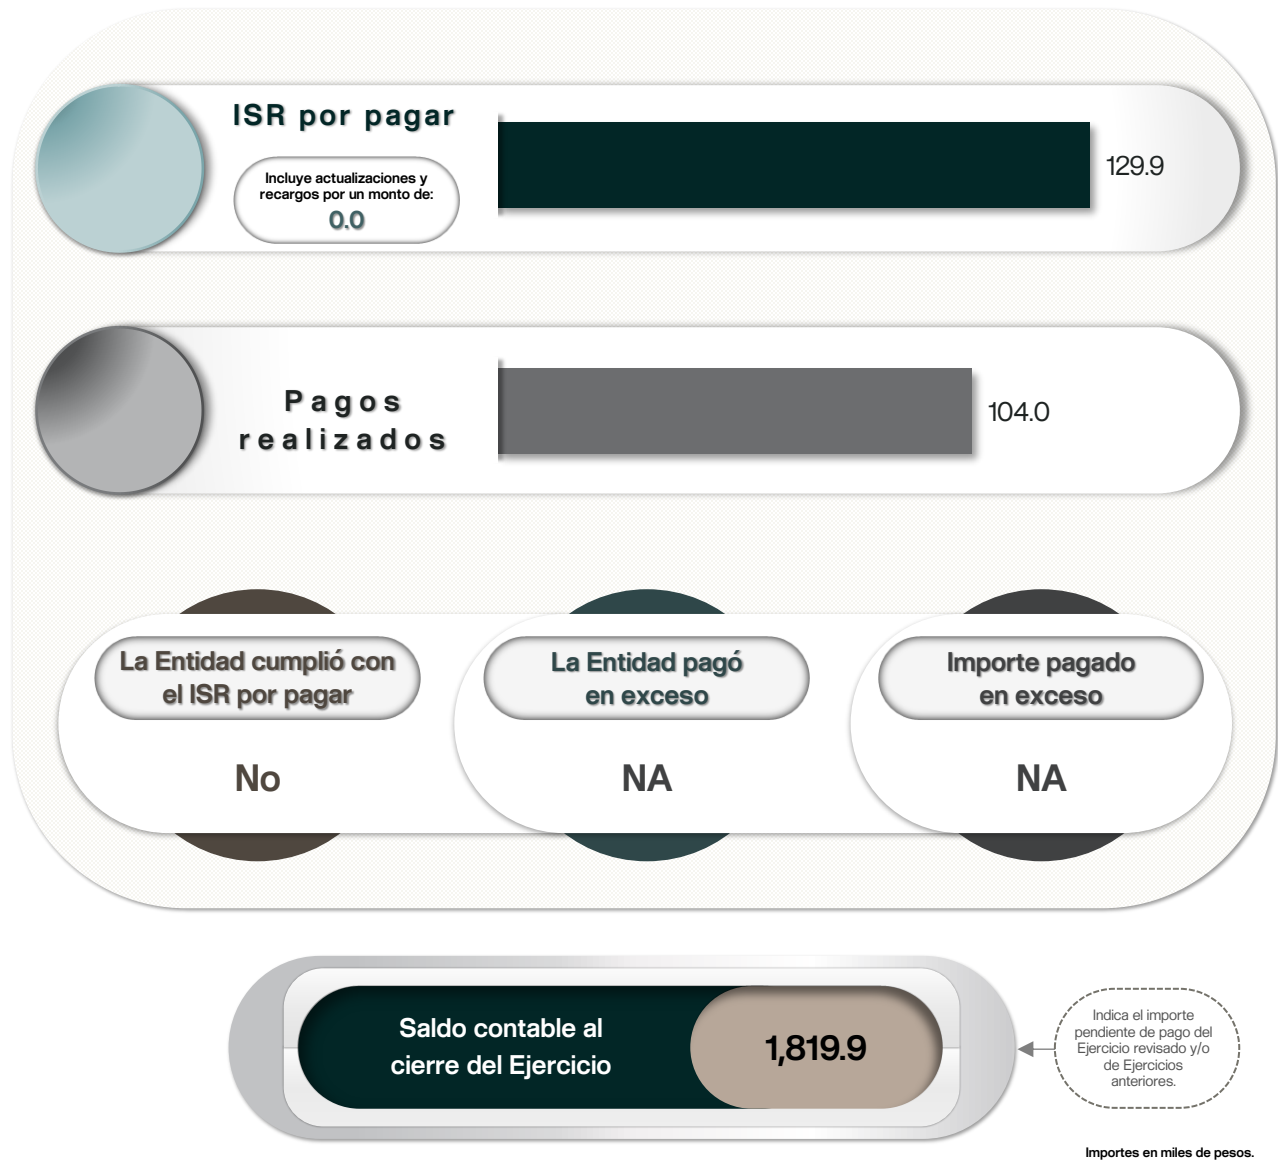 ISR por pagar
Incluye actualizaciones y
recargos por un monto de:
0.0
129.9
Pagos
realizados
104.0
La Entidad cumplió con
el ISR por pagar
No
La Entidad pagó
en exceso
NA
Importe pagado
en exceso
NA
Saldo contable al
cierre del Ejercicio
1,819.9
Indica el importe
pendiente de pago del
Ejercicio revisado y/o
de Ejercicios
anteriores.
Importes en miles de pesos.